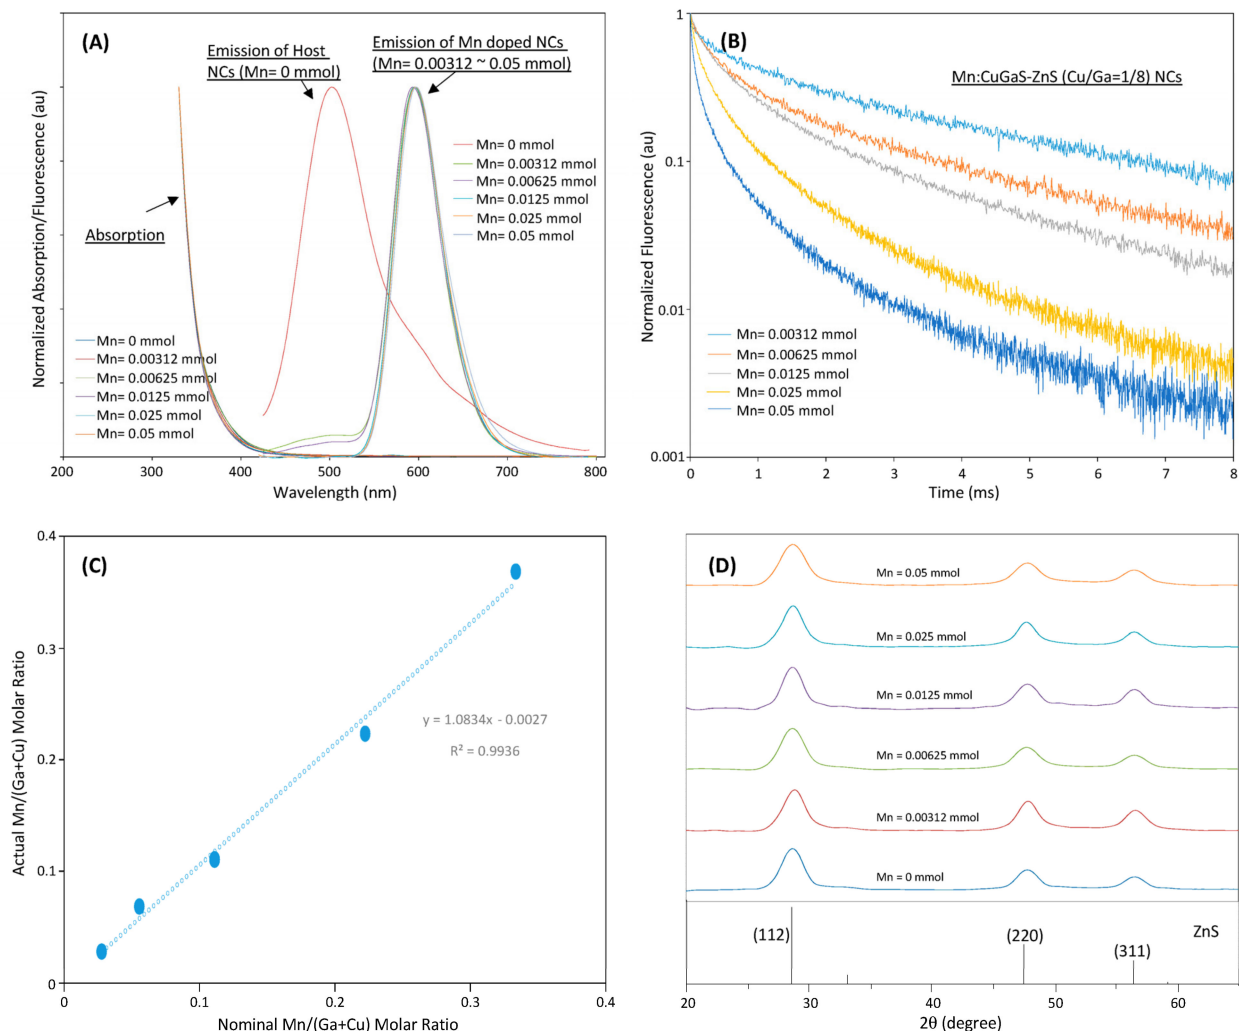 (A)
Emission of Host
NCs (Mn= 0 mmol)
Emission of Mn doped NCs
(Mn= 0.00312 ~ 0.05 mmol)
Absorption
Mn= 0 mmol
Mn= 0.00312 mmol
Mn= 0.00625 mmol
Mn= 0.0125 mmol
Mn= 0.025 mmol
Mn= 0.05 mmol
Mn= 0 mmol
Mn= 0.00312 mmol
Mn= 0.00625 mmol
Mn= 0.0125 mmol
Mn= 0.025 mmol
Mn= 0.05 mmol
Normalized Absorption/Fluorescence (au)
200 300 400 500 600 700 800
Wavelength (nm)
(B)
Mn:CuGaS-ZnS (Cu/Ga=1/8) NCs
1
0.1
0.01
0.001
Normalized Fluorescence (au)
Mn= 0.00312 mmol
Mn= 0.00625 mmol
Mn= 0.0125 mmol
Mn= 0.025 mmol
Mn= 0.05 mmol
0 1 2 3 4 5 6 7 8
Time (ms)
(C)
0.4
0.3
0.2
0.1
0
Actual Mn/(Ga+Cu) Molar Ratio
y = 1.0834x - 0.0027
R² = 0.9936
0 0.1 0.2 0.3 0.4
Nominal Mn/(Ga+Cu) Molar Ratio
(D)
Mn = 0.05 mmol
Mn = 0.025 mmol
Mn = 0.0125 mmol
Mn = 0.00625 mmol
Mn = 0.00312 mmol
Mn = 0 mmol
(112)
(220)
(311)
ZnS
20 30 40 50 60
2θ (degree)